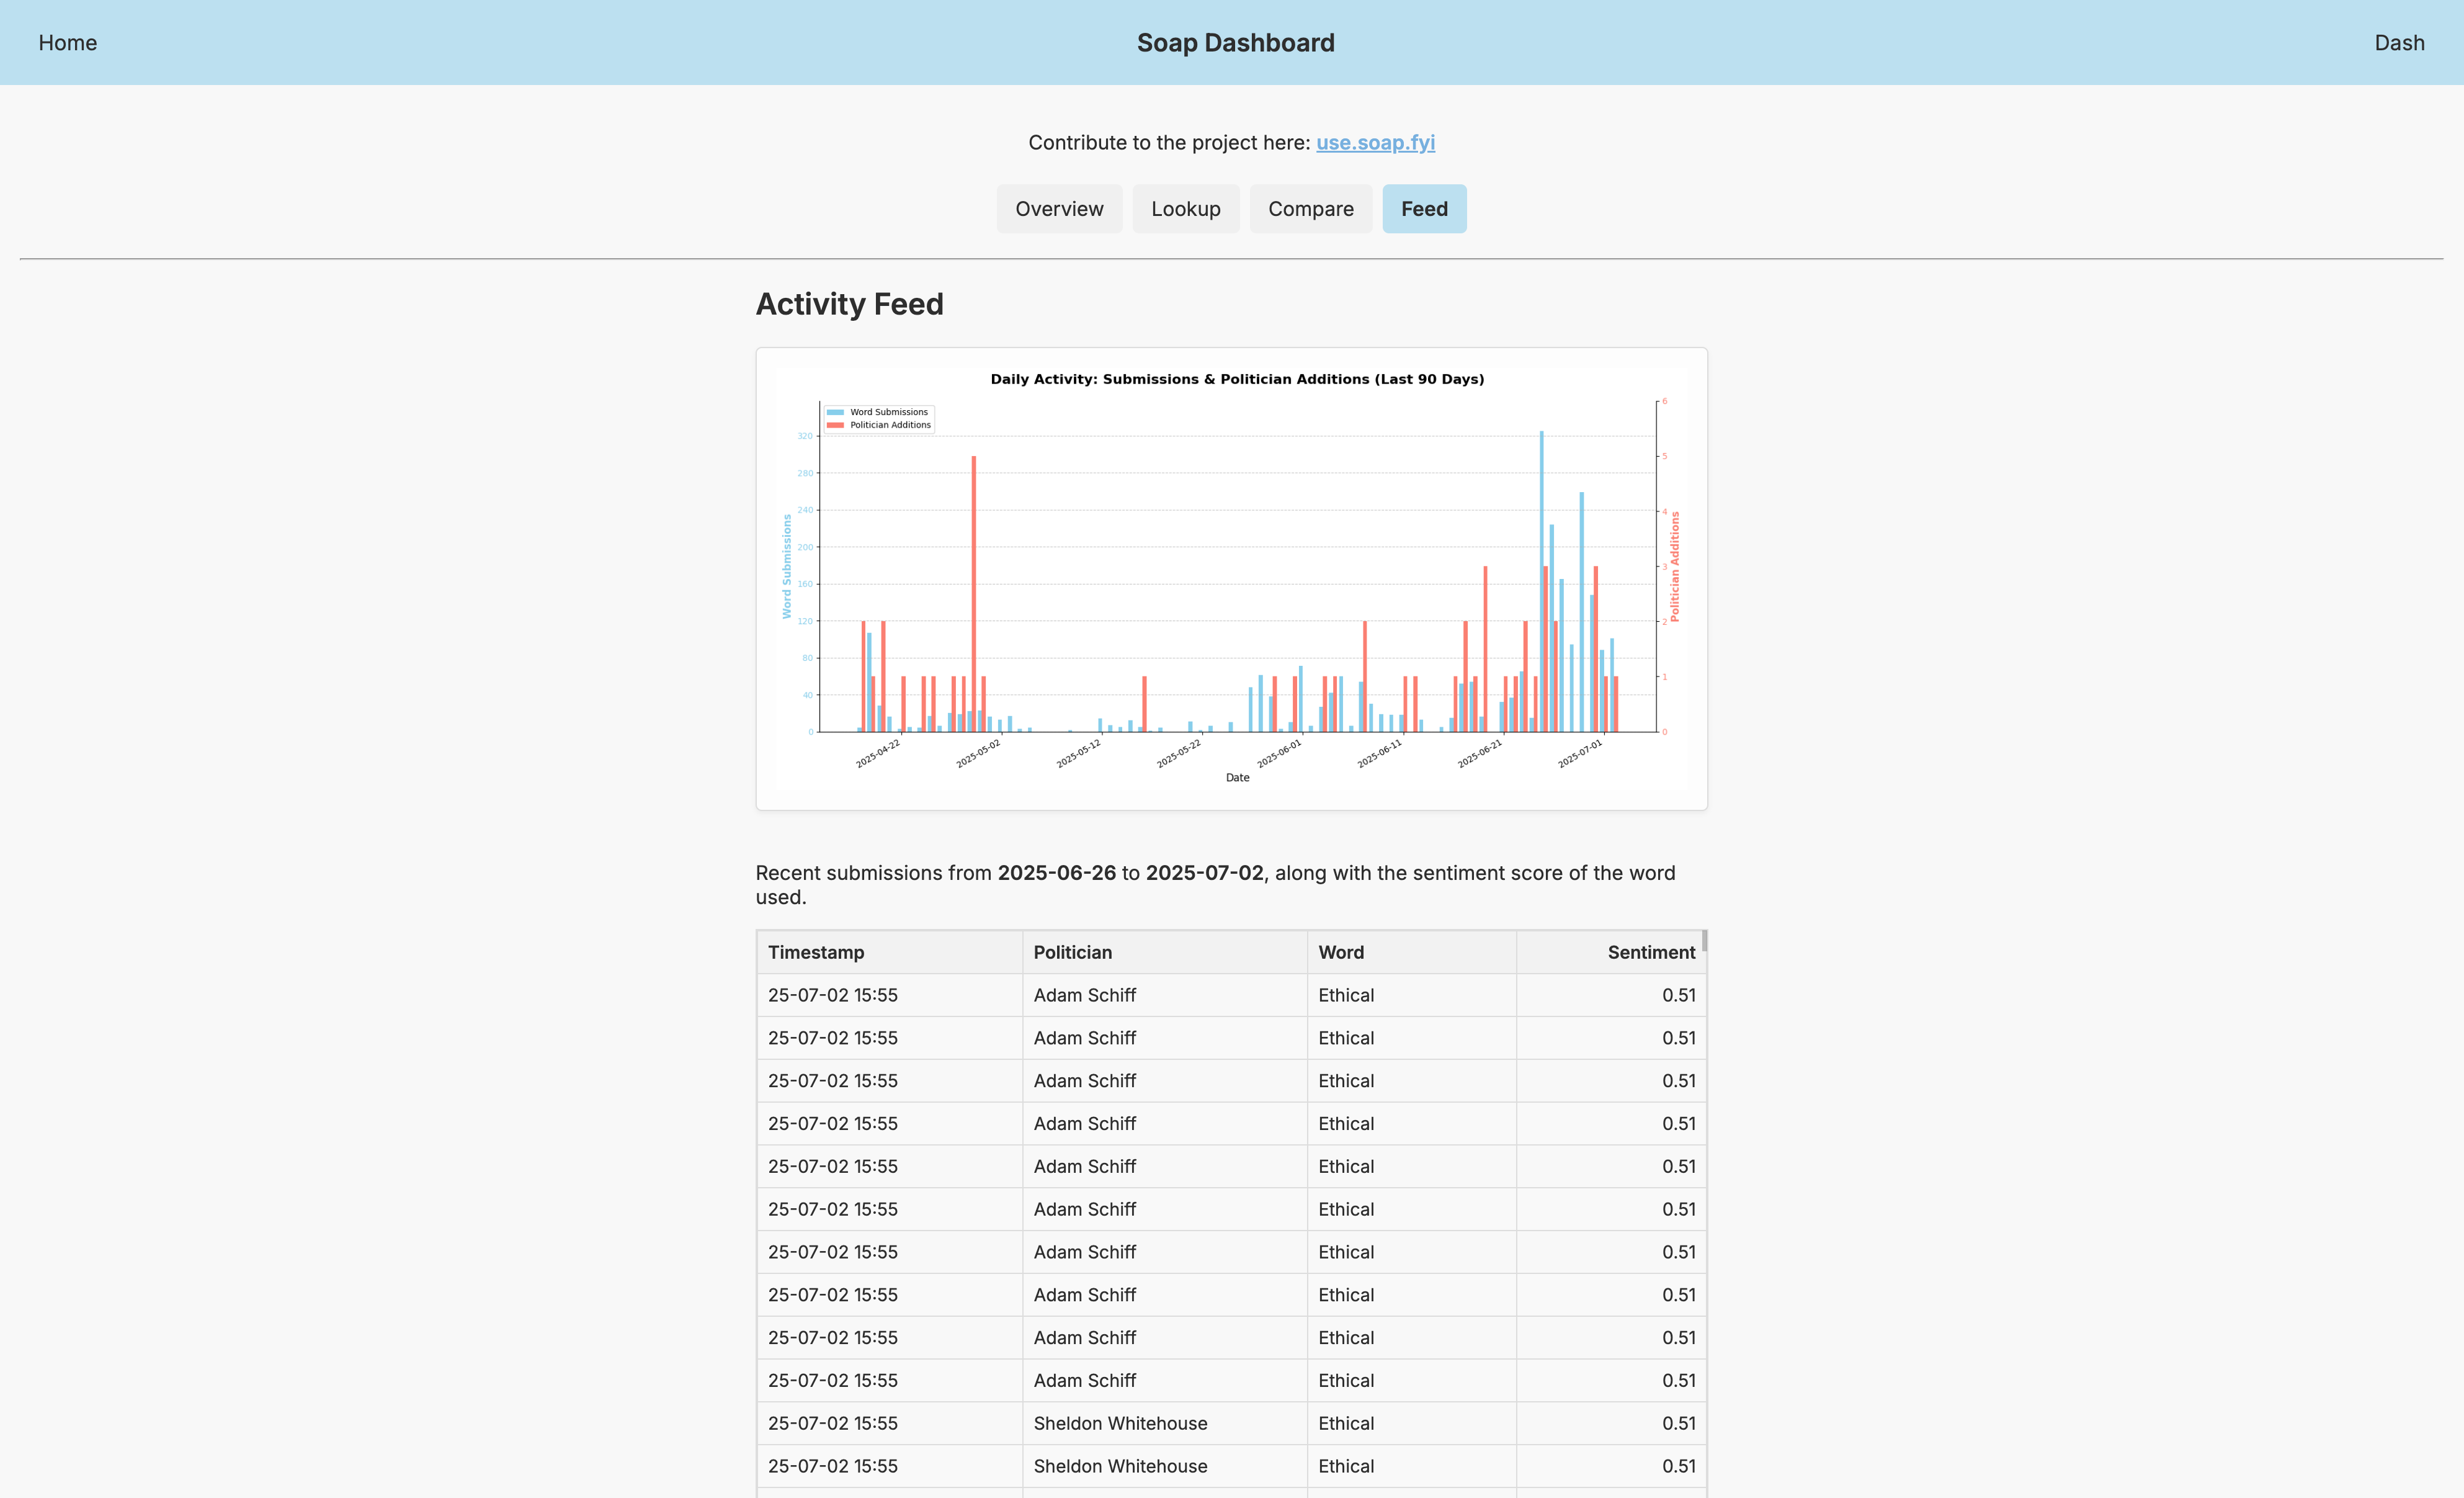 Home
Soap Dashboard
Dash
Contribute to the project here: use.soap.fyi
Overview
Lookup
Compare
Feed
Activity Feed
Daily Activity: Submissions & Politician Additions (Last 90 Days)
Word Submissions
Politician Additions
320
280
240
200
160
120
80
40
0
Word Submissions
6
5
4
3
2
1
0
Politician Additions
2025-04-22
2025-05-02
2025-05-12
2025-05-22
2025-06-01
2025-06-11
2025-06-21
2025-07-01
Date
Recent submissions from 2025-06-26 to 2025-07-02, along with the sentiment score of the word
used.
Timestamp Politician Word Sentiment
25-07-02 15:55 Adam Schiff Ethical 0.51
25-07-02 15:55 Adam Schiff Ethical 0.51
25-07-02 15:55 Adam Schiff Ethical 0.51
25-07-02 15:55 Adam Schiff Ethical 0.51
25-07-02 15:55 Adam Schiff Ethical 0.51
25-07-02 15:55 Adam Schiff Ethical 0.51
25-07-02 15:55 Adam Schiff Ethical 0.51
25-07-02 15:55 Adam Schiff Ethical 0.51
25-07-02 15:55 Adam Schiff Ethical 0.51
25-07-02 15:55 Adam Schiff Ethical 0.51
25-07-02 15:55 Sheldon Whitehouse Ethical 0.51
25-07-02 15:55 Sheldon Whitehouse Ethical 0.51